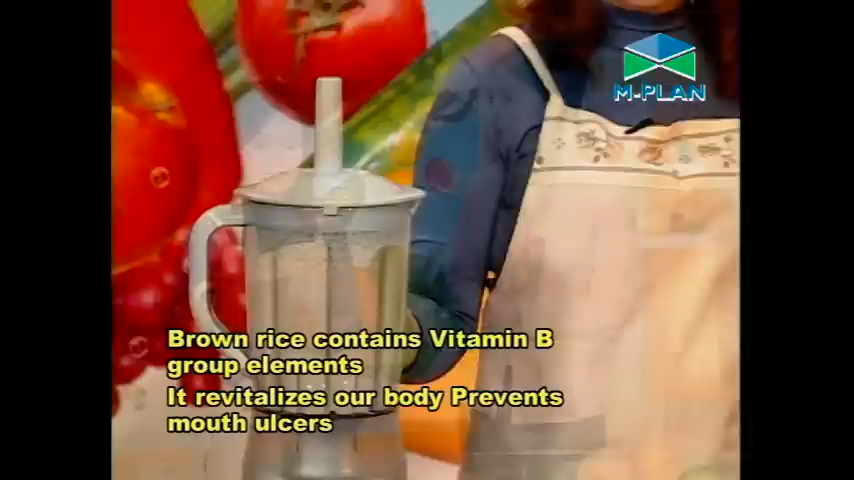 M-PLAN
Brown rice contains Vitamin B
group elements
It revitalizes our body Prevents
mouth ulcers